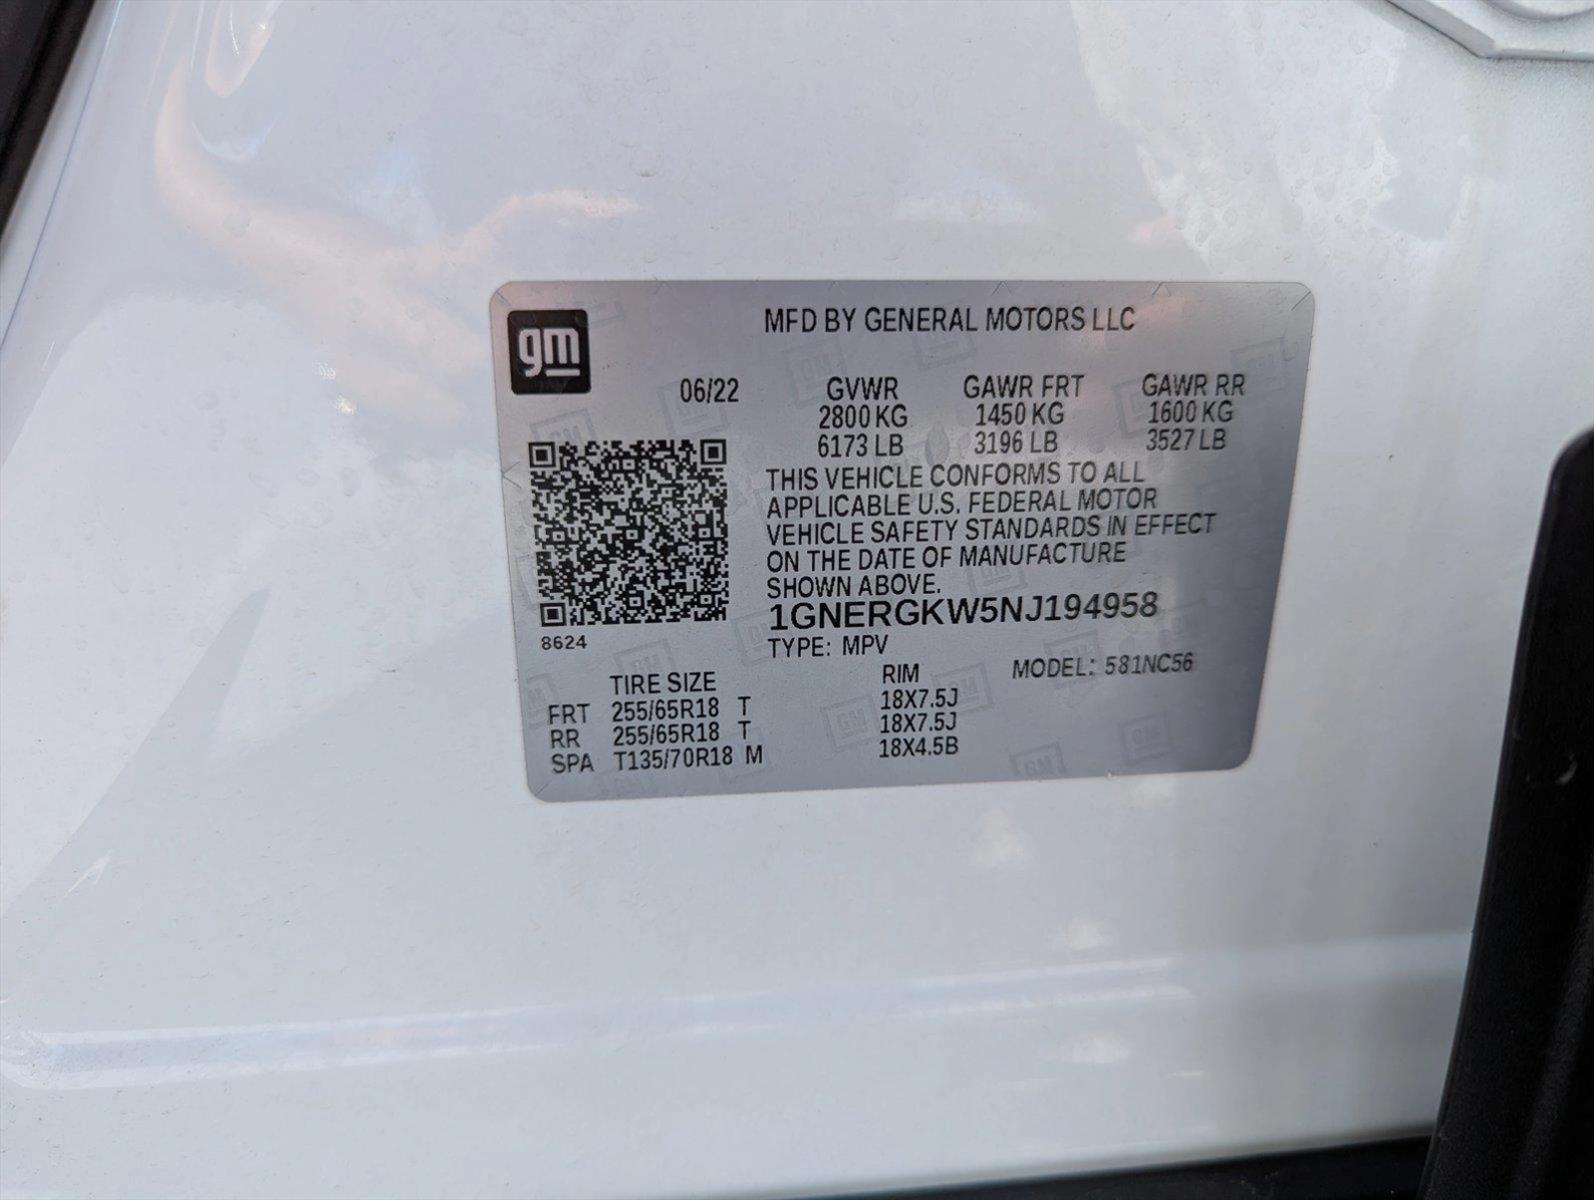 gm
MFD BY GENERAL MOTORS LLC
06/22 GVWR GAWR FRT GAWR RR
2800 KG 1450 KG 1600 KG
6173 LB 3196 LB 3527 LB
THIS VEHICLE CONFORMS TO ALL
APPLICABLE U.S. FEDERAL MOTOR
VEHICLE SAFETY STANDARDS IN EFFECT
ON THE DATE OF MANUFACTURE
SHOWN ABOVE.
1GNERGKW5NJ194958
8624
TYPE: MPV
MODEL: 581NC56
TIRE SIZE RIM
FRT 255/65R18 T 18X7.5J
RR 255/65R18 T 18X7.5J
SPA T135/70R18 M 18X4.5B